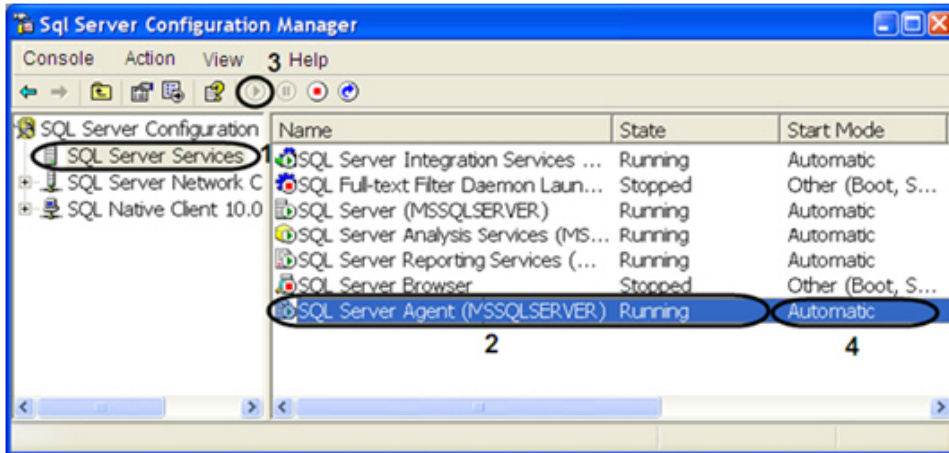 Sql Server Configuration Manager
Console Action View 3 Help
SQL Server Configuration
SQL Server Services 1
SQL Server Network C
SQL Native Client 10.0
Name State Start Mode
SQL Server Integration Services ... Running Automatic
SQL Full-text Filter Daemon Laun... Stopped Other (Boot, S...
SQL Server (MSSQLSERVER) Running Automatic
SQL Server Analysis Services (MS... Running Automatic
SQL Server Reporting Services (... Running Automatic
SQL Server Browser Stopped Other (Boot, S...
SQL Server Agent (MSSQLSERVER) Running Automatic
2 4